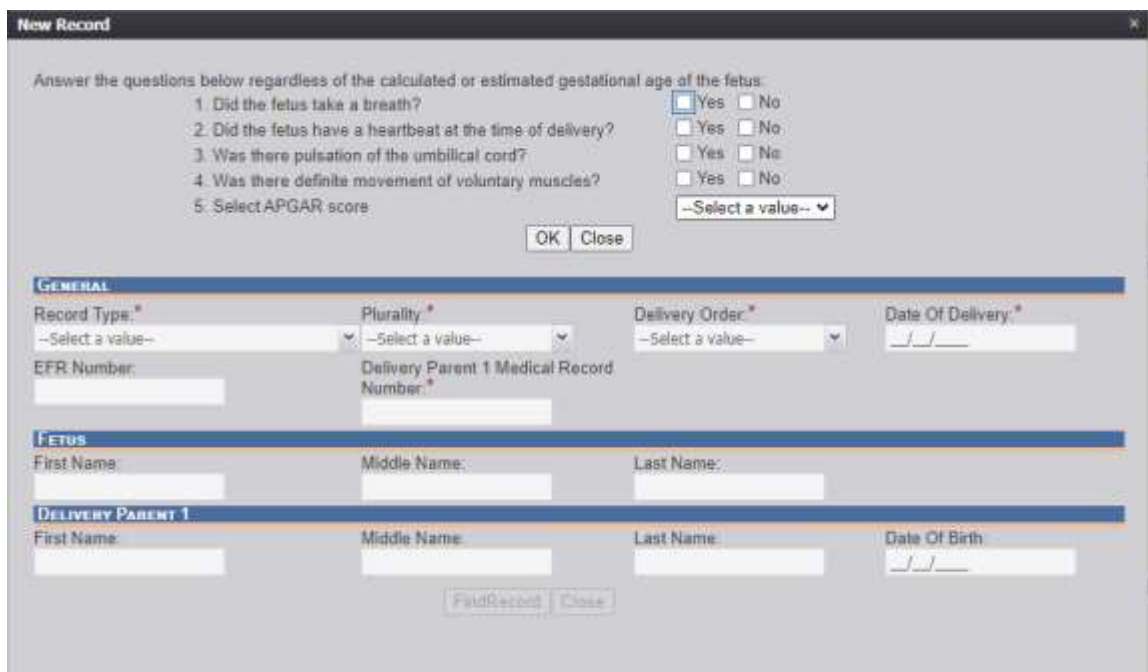 New Record ×
Answer the questions below regardless of the calculated or estimated gestational age of the fetus:
1. Did the fetus take a breath? Yes No
2. Did the fetus have a heartbeat at the time of delivery? Yes No
3. Was there pulsation of the umbilical cord? Yes No
4. Was there definite movement of voluntary muscles? Yes No
5. Select APGAR score --Select a value--
OK Close
GENERAL
Record Type:* Plurality:* Delivery Order:* Date Of Delivery:*
--Select a value-- --Select a value-- --Select a value-- __/__/____
EFR Number: Delivery Parent 1 Medical Record
Number:*
FETUS
First Name: Middle Name: Last Name:
DELIVERY PARENT 1
First Name: Middle Name: Last Name: Date Of Birth:
__/__/____
FindRecord Close